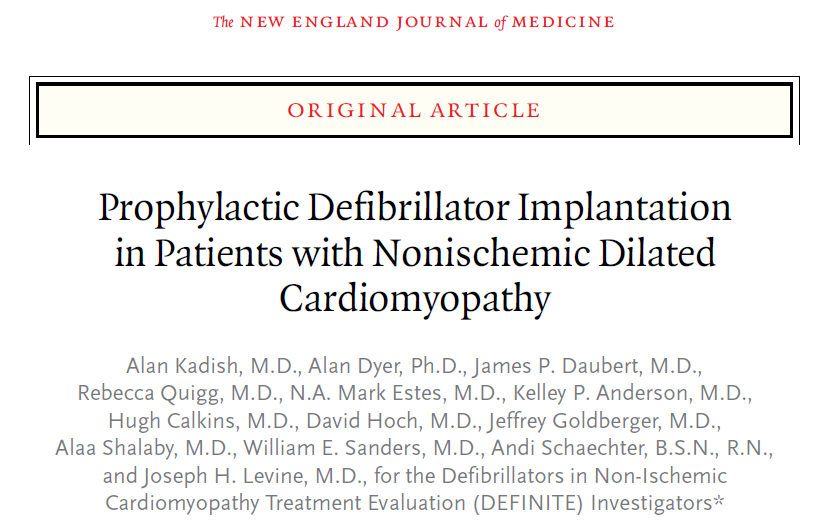 The NEW ENGLAND JOURNAL of MEDICINE
ORIGINAL ARTICLE
Prophylactic Defibrillator Implantation
in Patients with Nonischemic Dilated
Cardiomyopathy
Alan Kadish, M.D., Alan Dyer, Ph.D., James P. Daubert, M.D.,
Rebecca Quigg, M.D., N.A. Mark Estes, M.D., Kelley P. Anderson, M.D.,
Hugh Calkins, M.D., David Hoch, M.D., Jeffrey Goldberger, M.D.,
Alaa Shalaby, M.D., William E. Sanders, M.D., Andi Schaechter, B.S.N., R.N.,
and Joseph H. Levine, M.D., for the Defibrillators in Non-Ischemic
Cardiomyopathy Treatment Evaluation (DEFINITE) Investigators*